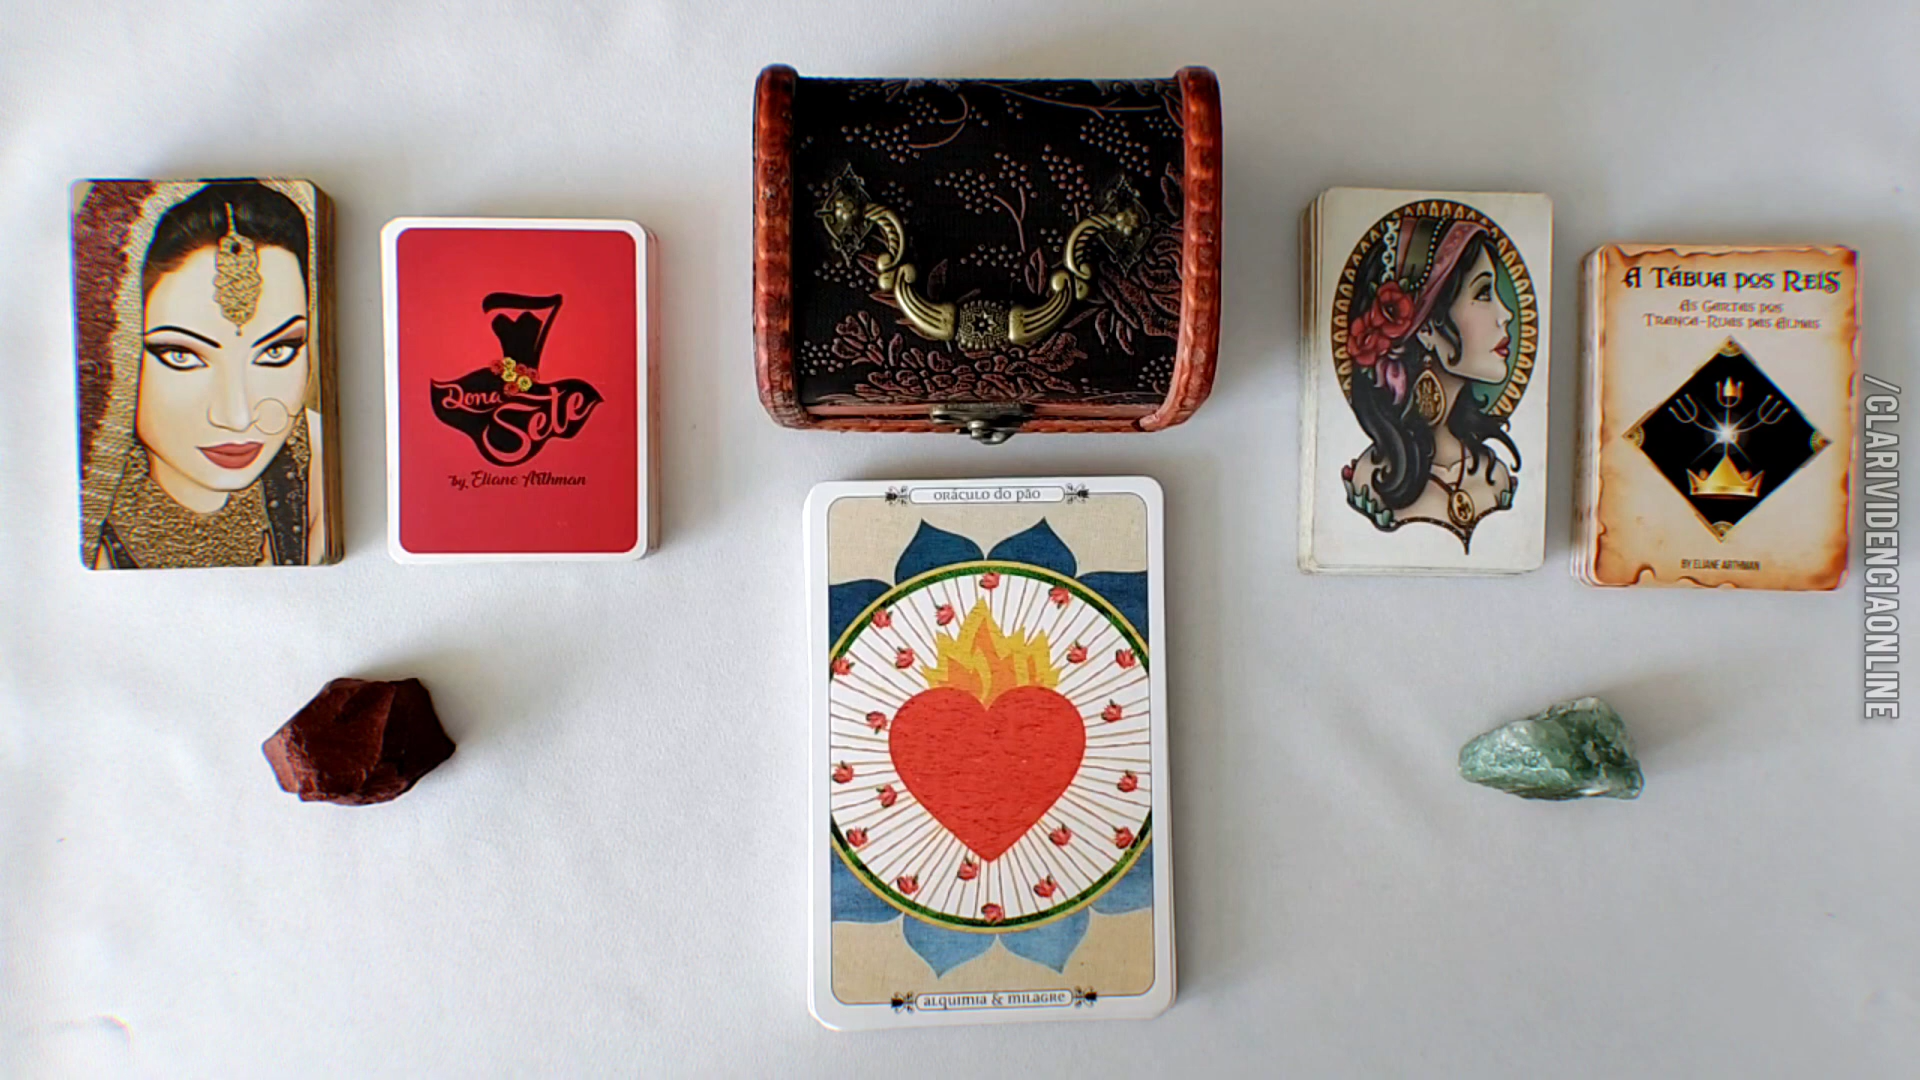 7
Dona
Sete
by Eliane Arthman
ORÁCULO DO PÃO
ALQUIMIA & MILAGRE
A TÁBUA DOS REIS
AS CARTAS DOS
TRANCA-RUAS DAS ALMAS
BY ELIANE ARTHMAN
/CLARIVIDENCIAONLINE